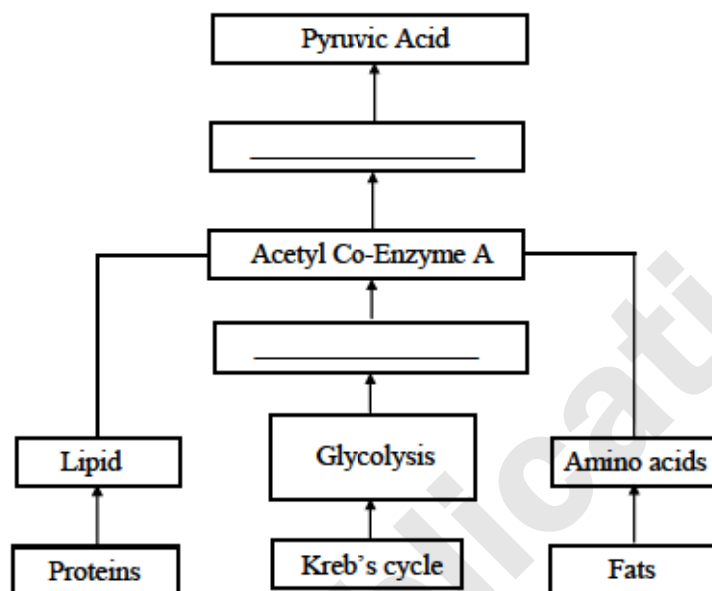 Pyruvic Acid
Acetyl Co-Enzyme A
Lipid
Glycolysis
Amino acids
Proteins
Kreb's cycle
Fats